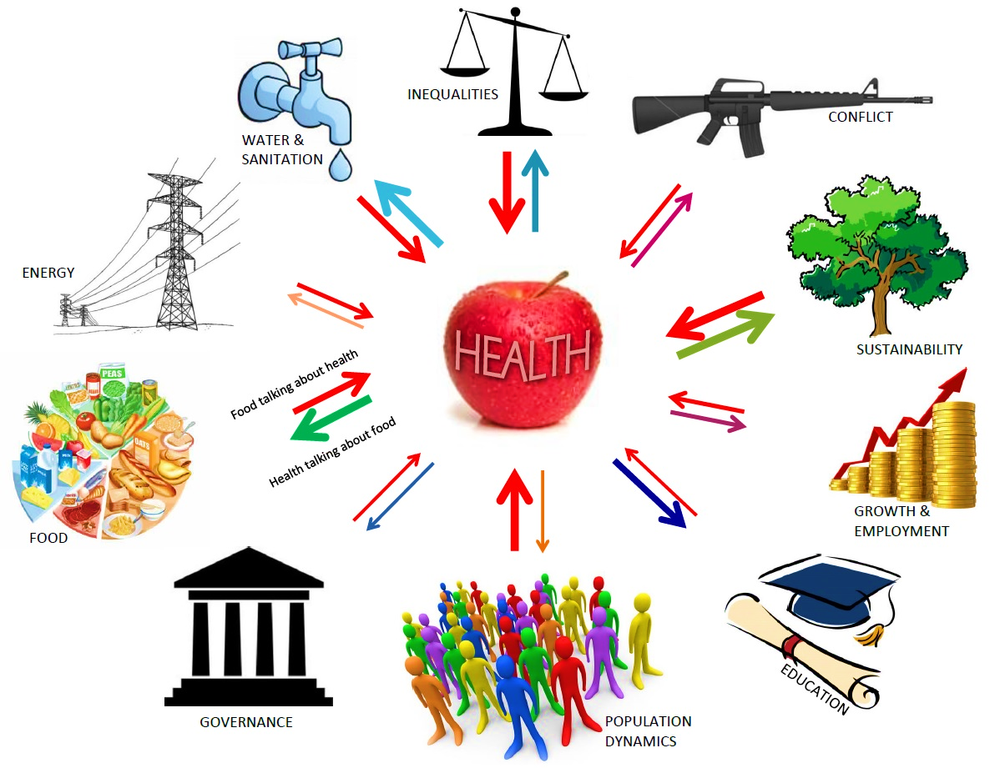 INEQUALITIES
CONFLICT
WATER &
SANITATION
ENERGY
SUSTAINABILITY
HEALTH
Food talking about health
Health talking about food
PEAS
OATS
FOOD
GROWTH &
EMPLOYMENT
EDUCATION
GOVERNANCE
POPULATION
DYNAMICS